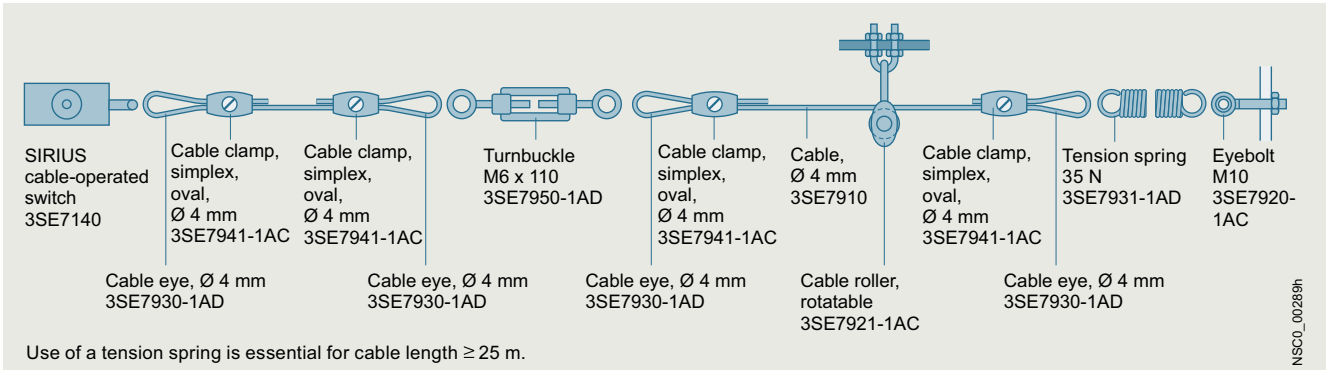 SIRIUS
cable-operated
switch
3SE7140
Cable clamp,
simplex,
oval,
Ø 4 mm
3SE7941-1AC
Cable clamp,
simplex,
oval,
Ø 4 mm
3SE7941-1AC
Turnbuckle
M6 x 110
3SE7950-1AD
Cable clamp,
simplex,
oval,
Ø 4 mm
3SE7941-1AC
Cable,
Ø 4 mm
3SE7910
Cable clamp,
simplex,
oval,
Ø 4 mm
3SE7941-1AC
Tension spring
35 N
3SE7931-1AD
Eyebolt
M10
3SE7920-
1AC
Cable eye, Ø 4 mm
3SE7930-1AD
Cable eye, Ø 4 mm
3SE7930-1AD
Cable eye, Ø 4 mm
3SE7930-1AD
Cable roller,
rotatable
3SE7921-1AC
Cable eye, Ø 4 mm
3SE7930-1AD
Use of a tension spring is essential for cable length ≥ 25 m.
NSC0_00289h